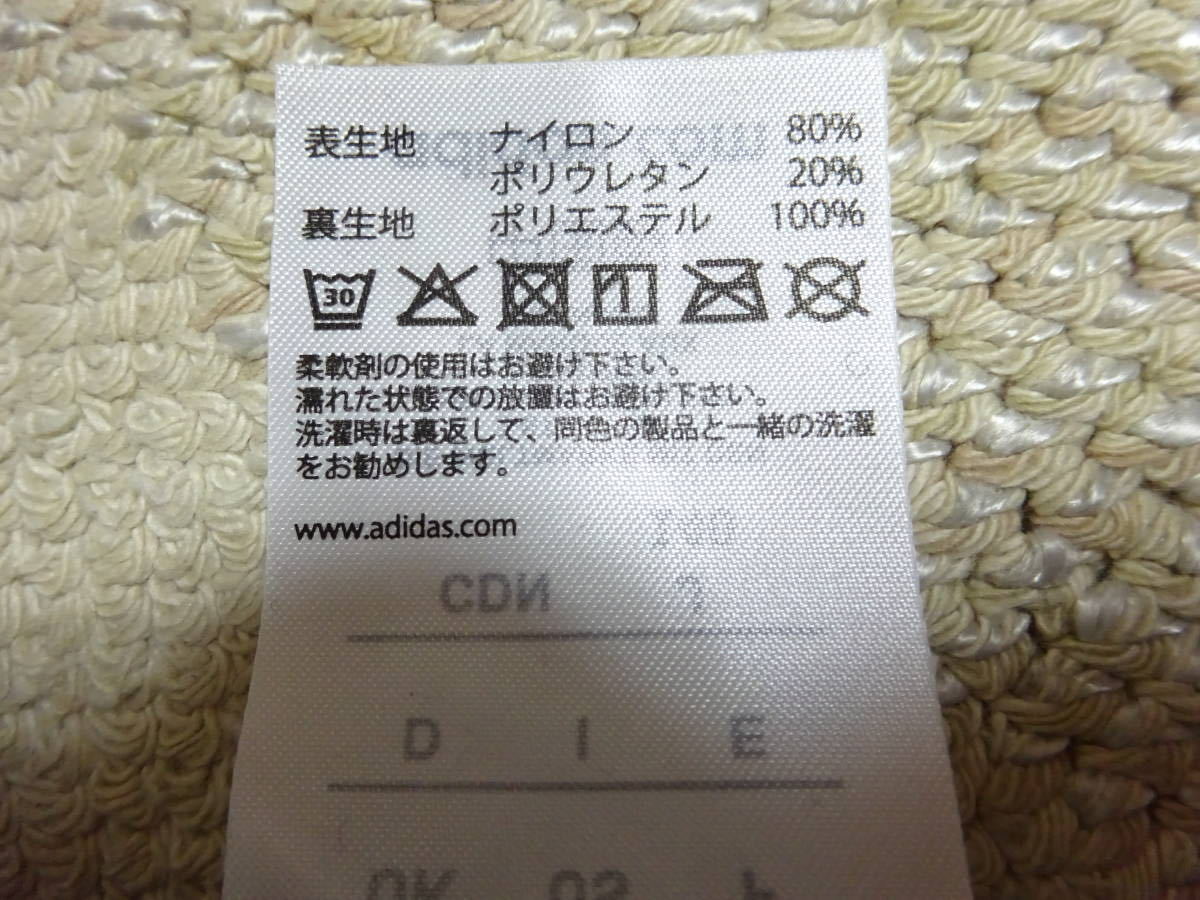 表生地 ナイロン 80%
ポリウレタン 20%
裏生地 ポリエステル 100%
30
柔軟剤の使用はお避け下さい。
濡れた状態での放置はお避け下さい。
洗濯時は裏返して、同色の製品と一緒の洗濯
をお勧めします。
www.adidas.com
CDN
D I E